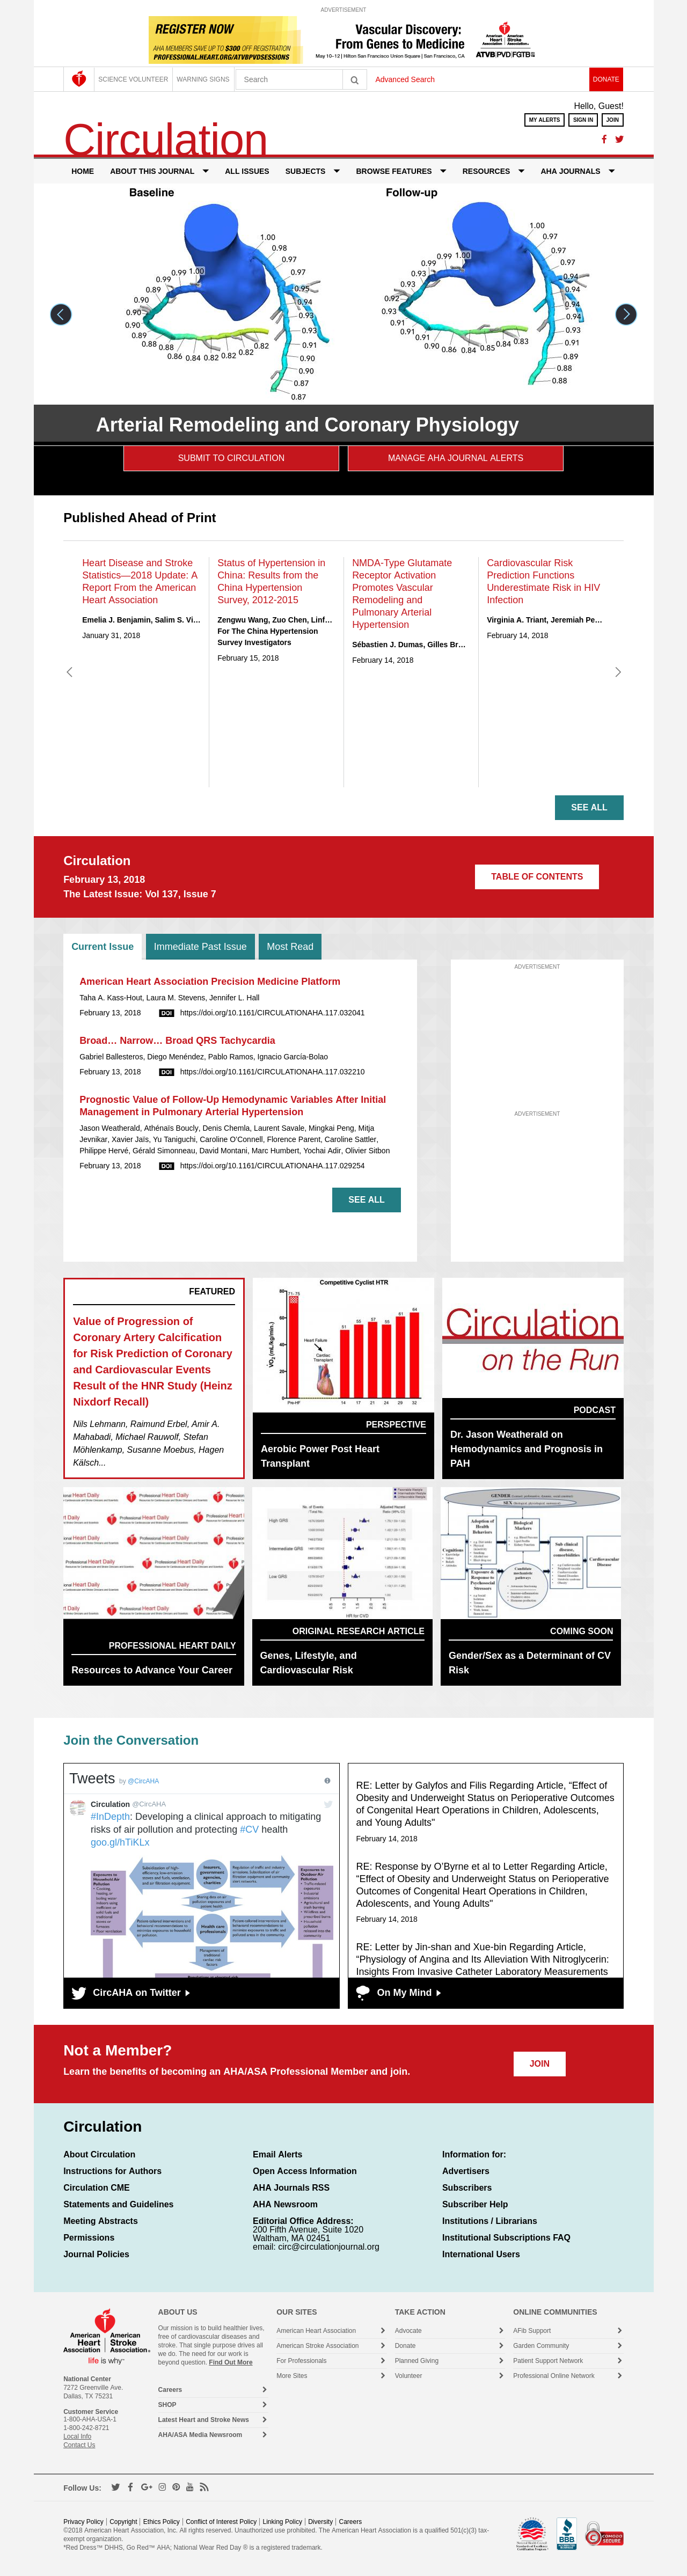 ADVERTISEMENT
REGISTER NOW
AHA MEMBERS SAVE UP TO $300 OFF REGISTRATION
PROFESSIONAL.HEART.ORG/ATVBPVDSESSIONS
Vascular Discovery:
From Genes to Medicine
May 10–12 | Hilton San Francisco Union Square | San Francisco, CA
American Heart Association
American Stroke Association
ATVB|PVD|FGTB
SCIENCE VOLUNTEER
WARNING SIGNS
Search
Advanced Search
DONATE
Hello, Guest!
MY ALERTS
SIGN IN
JOIN
Circulation
HOME
ABOUT THIS JOURNAL
ALL ISSUES
SUBJECTS
BROWSE FEATURES
RESOURCES
AHA JOURNALS
Baseline
Follow-up
Arterial Remodeling and Coronary Physiology
SUBMIT TO CIRCULATION
MANAGE AHA JOURNAL ALERTS
Published Ahead of Print
Heart Disease and Stroke
Statistics—2018 Update: A
Report From the American
Heart Association
Emelia J. Benjamin, Salim S. Vi…
January 31, 2018
Status of Hypertension in
China: Results from the
China Hypertension
Survey, 2012-2015
Zengwu Wang, Zuo Chen, Linf…
For The China Hypertension
Survey Investigators
February 15, 2018
NMDA-Type Glutamate
Receptor Activation
Promotes Vascular
Remodeling and
Pulmonary Arterial
Hypertension
Sébastien J. Dumas, Gilles Br…
February 14, 2018
Cardiovascular Risk
Prediction Functions
Underestimate Risk in HIV
Infection
Virginia A. Triant, Jeremiah Pe…
February 14, 2018
SEE ALL
Circulation
February 13, 2018
The Latest Issue: Vol 137, Issue 7
TABLE OF CONTENTS
Current Issue
Immediate Past Issue
Most Read
American Heart Association Precision Medicine Platform
Taha A. Kass-Hout, Laura M. Stevens, Jennifer L. Hall
February 13, 2018 DOI https://doi.org/10.1161/CIRCULATIONAHA.117.032041
Broad… Narrow… Broad QRS Tachycardia
Gabriel Ballesteros, Diego Menéndez, Pablo Ramos, Ignacio García-Bolao
February 13, 2018 DOI https://doi.org/10.1161/CIRCULATIONAHA.117.032210
Prognostic Value of Follow-Up Hemodynamic Variables After Initial
Management in Pulmonary Arterial Hypertension
Jason Weatherald, Athénaïs Boucly, Denis Chemla, Laurent Savale, Mingkai Peng, Mitja
Jevnikar, Xavier Jaïs, Yu Taniguchi, Caroline O'Connell, Florence Parent, Caroline Sattler,
Philippe Hervé, Gérald Simonneau, David Montani, Marc Humbert, Yochai Adir, Olivier Sitbon
February 13, 2018 DOI https://doi.org/10.1161/CIRCULATIONAHA.117.029254
SEE ALL
ADVERTISEMENT
ADVERTISEMENT
FEATURED
Value of Progression of
Coronary Artery Calcification
for Risk Prediction of Coronary
and Cardiovascular Events
Result of the HNR Study (Heinz
Nixdorf Recall)
Nils Lehmann, Raimund Erbel, Amir A.
Mahabadi, Michael Rauwolf, Stefan
Möhlenkamp, Susanne Moebus, Hagen
Kälsch...
Competitive Cyclist HTR
Heart Failure
Cardiac
Transplant
PERSPECTIVE
Aerobic Power Post Heart
Transplant
Circulation
on the Run
PODCAST
Dr. Jason Weatherald on
Hemodynamics and Prognosis in
PAH
Professional Heart Daily
PROFESSIONAL HEART DAILY
Resources to Advance Your Career
High GRS
Intermediate GRS
Low GRS
HR for CVD
ORIGINAL RESEARCH ARTICLE
Genes, Lifestyle, and
Cardiovascular Risk
COMING SOON
Gender/Sex as a Determinant of CV
Risk
Join the Conversation
Tweets by @CircAHA
Circulation @CircAHA
#InDepth: Developing a clinical approach to mitigating
risks of air pollution and protecting #CV health
goo.gl/hTiKLx
CircAHA on Twitter
RE: Letter by Galyfos and Filis Regarding Article, “Effect of
Obesity and Underweight Status on Perioperative Outcomes
of Congenital Heart Operations in Children, Adolescents,
and Young Adults"
February 14, 2018
RE: Response by O’Byrne et al to Letter Regarding Article,
“Effect of Obesity and Underweight Status on Perioperative
Outcomes of Congenital Heart Operations in Children,
Adolescents, and Young Adults"
February 14, 2018
RE: Letter by Jin-shan and Xue-bin Regarding Article,
“Physiology of Angina and Its Alleviation With Nitroglycerin:
Insights From Invasive Catheter Laboratory Measurements
On My Mind
Not a Member?
Learn the benefits of becoming an AHA/ASA Professional Member and join.
JOIN
Circulation
About Circulation
Instructions for Authors
Circulation CME
Statements and Guidelines
Meeting Abstracts
Permissions
Journal Policies
Email Alerts
Open Access Information
AHA Journals RSS
AHA Newsroom
Editorial Office Address:
200 Fifth Avenue, Suite 1020
Waltham, MA 02451
email: circ@circulationjournal.org
Information for:
Advertisers
Subscribers
Subscriber Help
Institutions / Librarians
Institutional Subscriptions FAQ
International Users
American Heart Association
American Stroke Association
life is why™
National Center
7272 Greenville Ave.
Dallas, TX 75231
Customer Service
1-800-AHA-USA-1
1-800-242-8721
Local Info
Contact Us
ABOUT US
Our mission is to build healthier lives,
free of cardiovascular diseases and
stroke. That single purpose drives all
we do. The need for our work is
beyond question. Find Out More
Careers
SHOP
Latest Heart and Stroke News
AHA/ASA Media Newsroom
OUR SITES
American Heart Association
American Stroke Association
For Professionals
More Sites
TAKE ACTION
Advocate
Donate
Planned Giving
Volunteer
ONLINE COMMUNITIES
AFib Support
Garden Community
Patient Support Network
Professional Online Network
Follow Us:
Privacy Policy | Copyright | Ethics Policy | Conflict of Interest Policy | Linking Policy | Diversity | Careers
©2018 American Heart Association, Inc. All rights reserved. Unauthorized use prohibited. The American Heart Association is a qualified 501(c)(3) tax-
exempt organization.
*Red Dress™ DHHS, Go Red™ AHA; National Wear Red Day ® is a registered trademark.
BBB
COMODO
SECURE